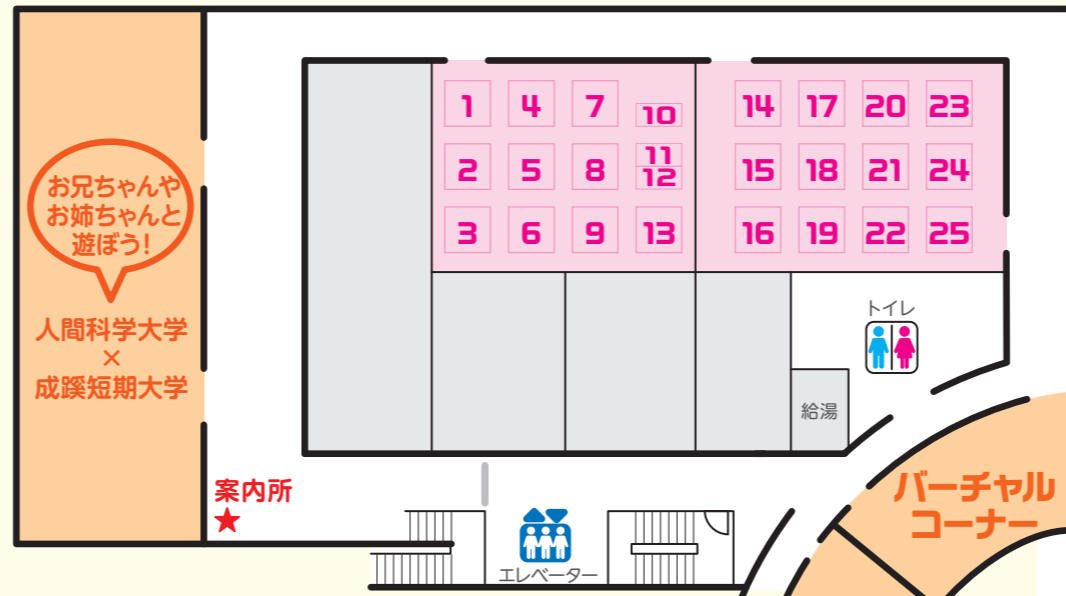 お兄ちゃんや
お姉ちゃんと
遊ぼう!
人間科学大学
×
成蹊短期大学
案内所
1 4 7 10 14 17 20 23
2 5 8 11 12 15 18 21 24
3 6 9 13 16 19 22 25
トイレ
給湯
エレベーター
バーチャル
コーナー